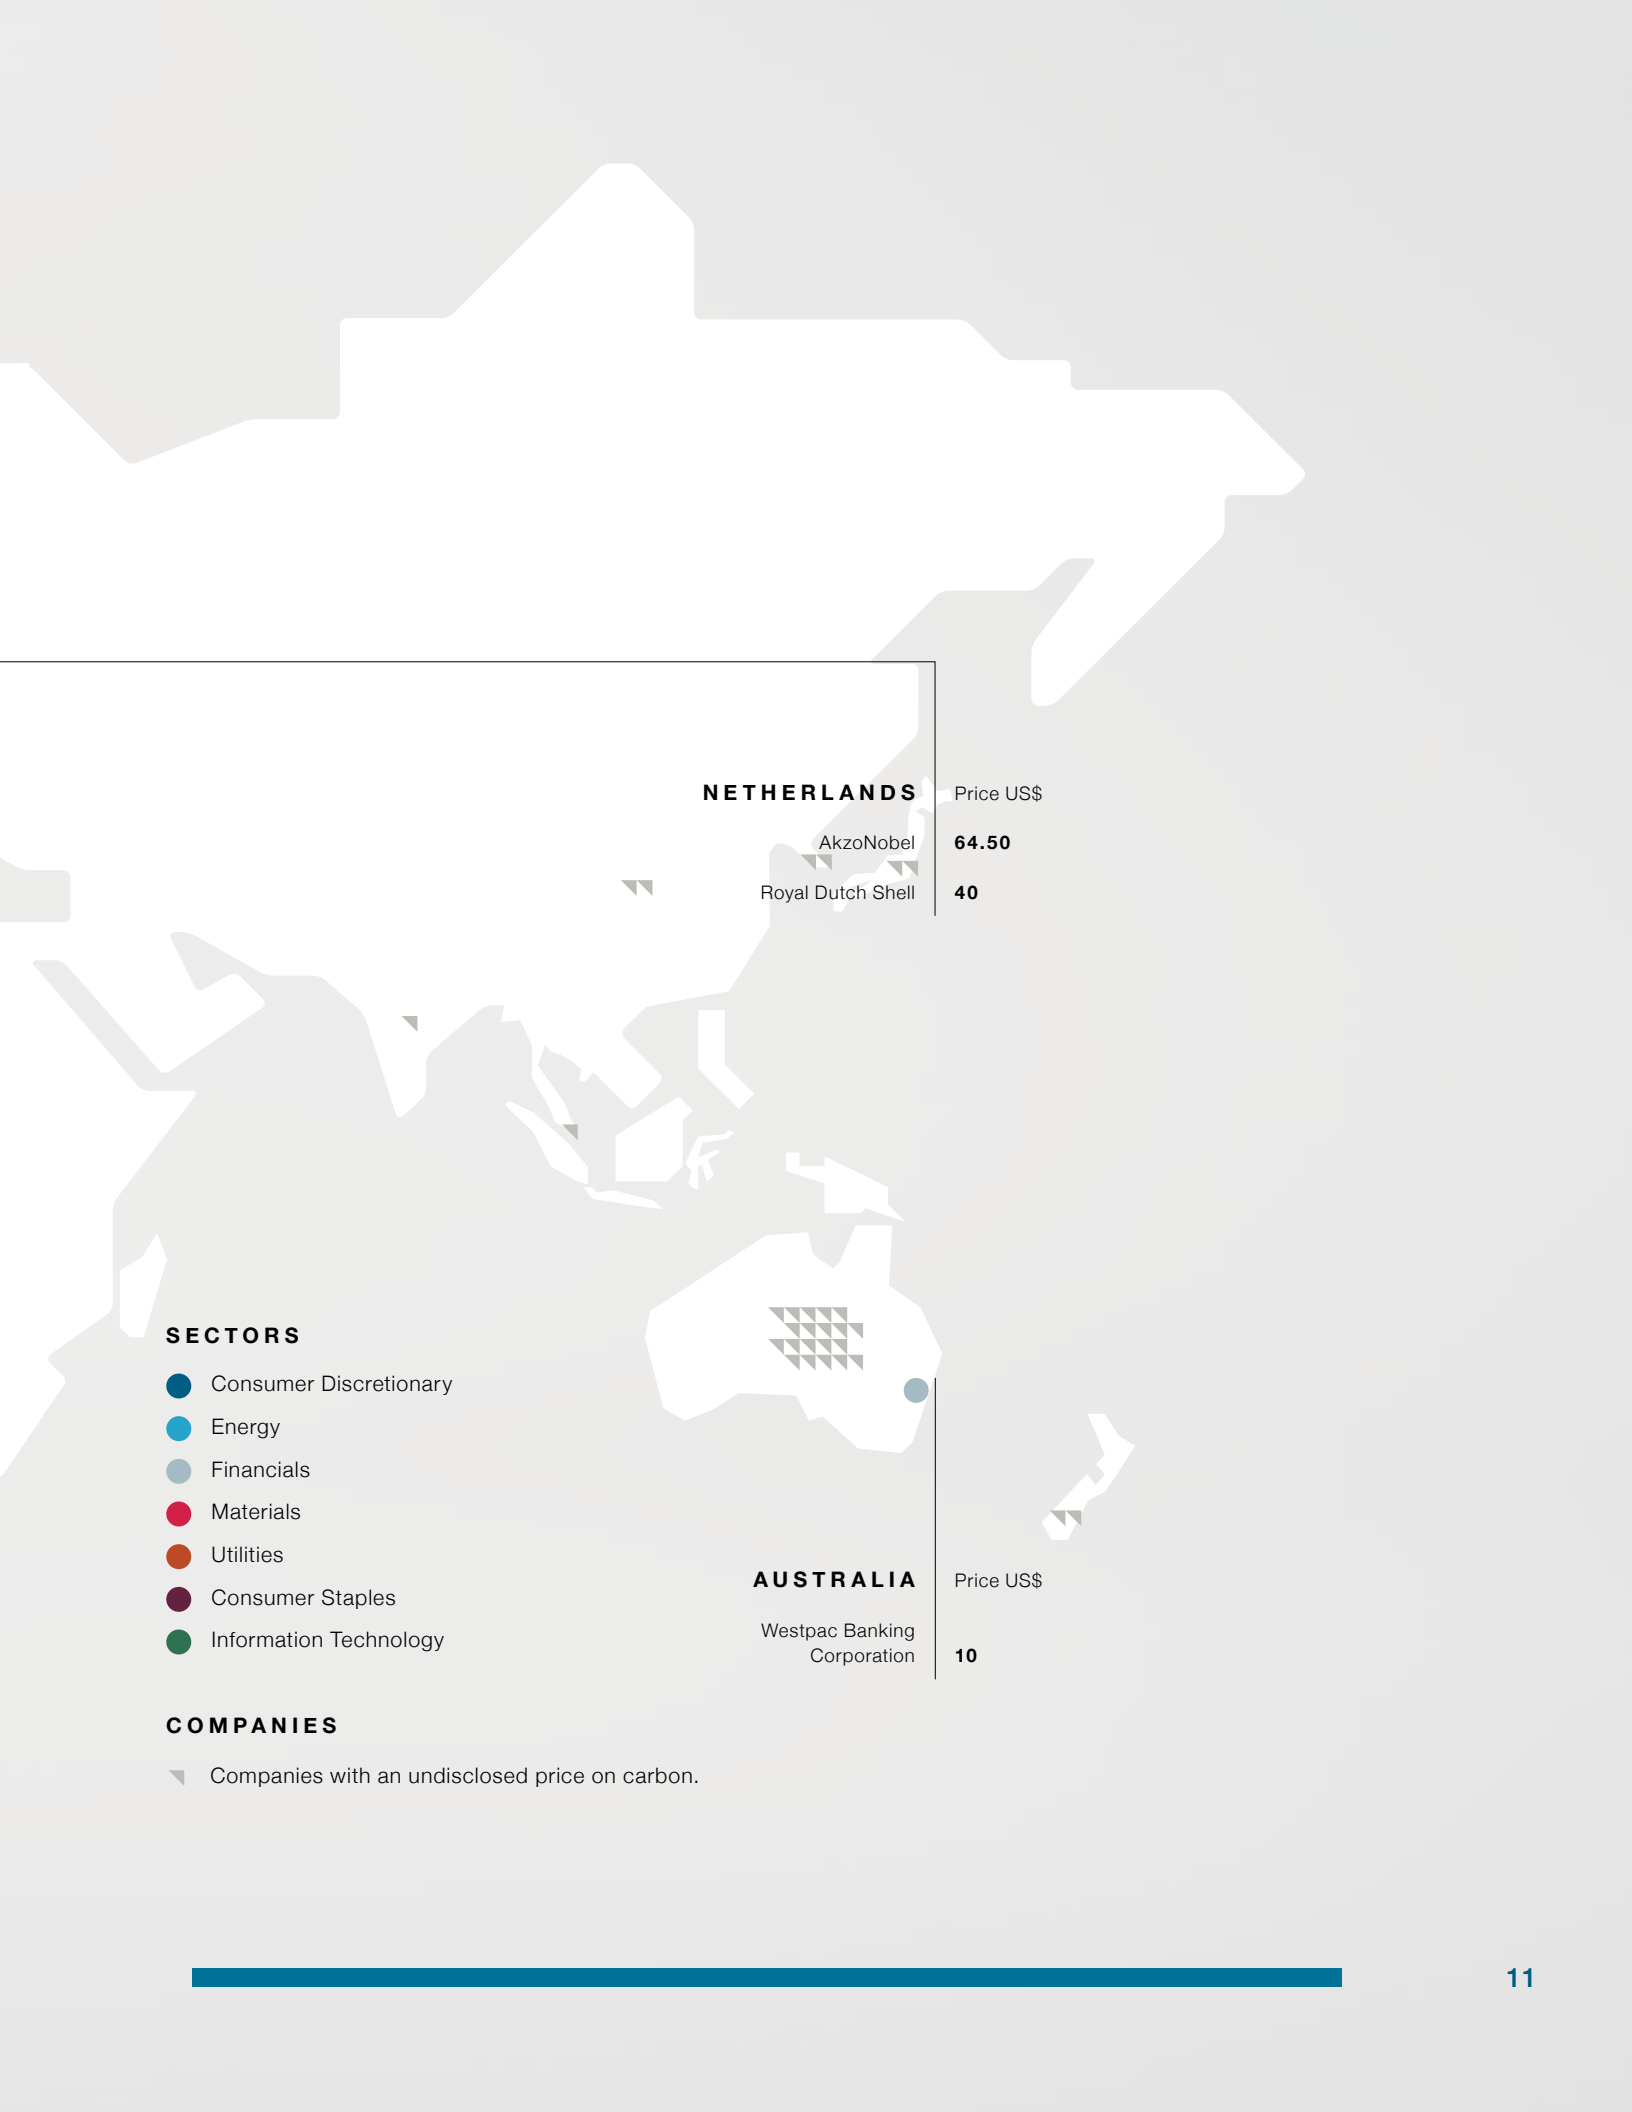 NETHERLANDS Price US$
AkzoNobel 64.50
Royal Dutch Shell 40
SECTORS
Consumer Discretionary
Energy
Financials
Materials
Utilities
Consumer Staples
Information Technology
AUSTRALIA Price US$
Westpac Banking
Corporation 10
COMPANIES
Companies with an undisclosed price on carbon.
11